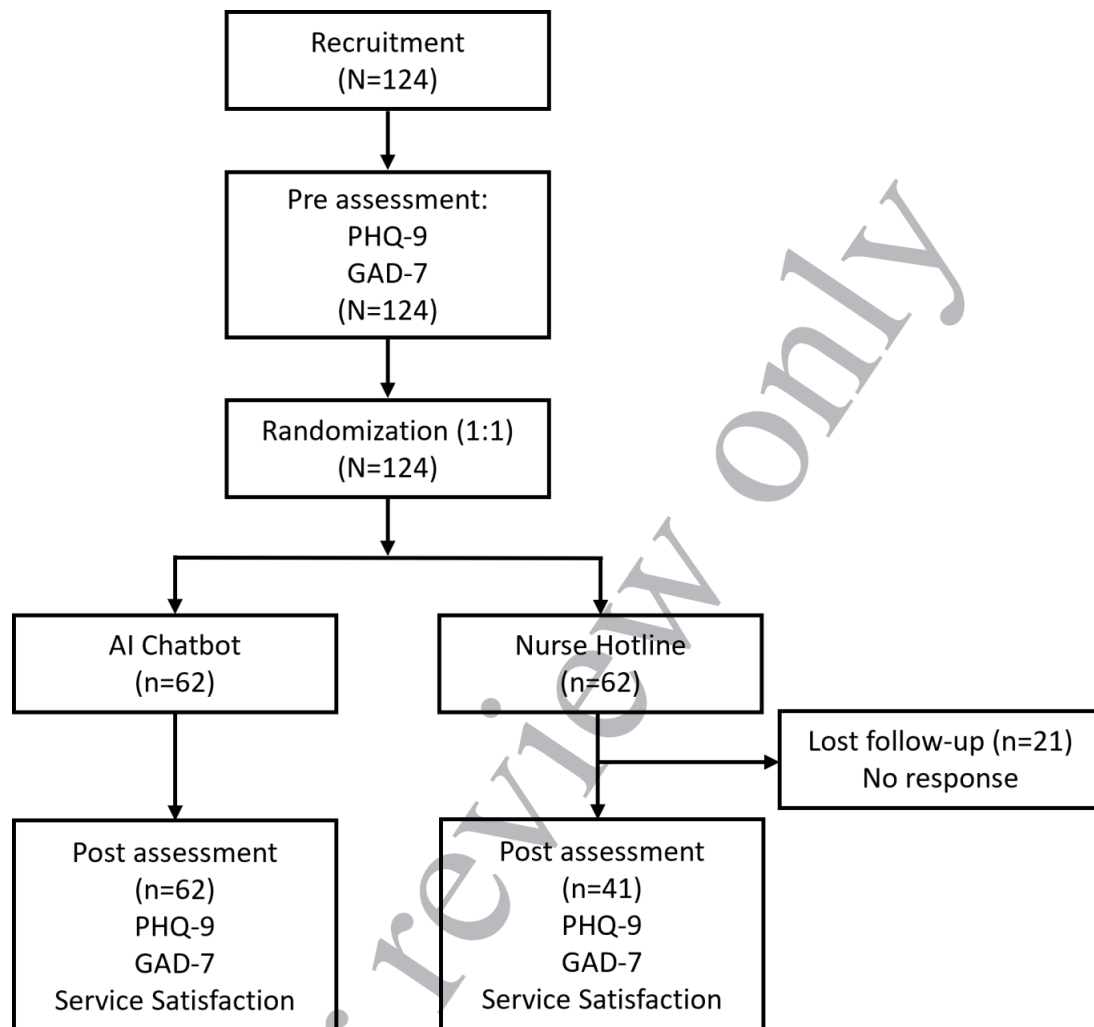 Recruitment
(N=124)
Pre assessment:
PHQ-9
GAD-7
(N=124)
Randomization (1:1)
(N=124)
AI Chatbot
(n=62)
Nurse Hotline
(n=62)
Lost follow-up (n=21)
No response
Post assessment
(n=62)
PHQ-9
GAD-7
Service Satisfaction
Post assessment
(n=41)
PHQ-9
GAD-7
Service Satisfaction
review only